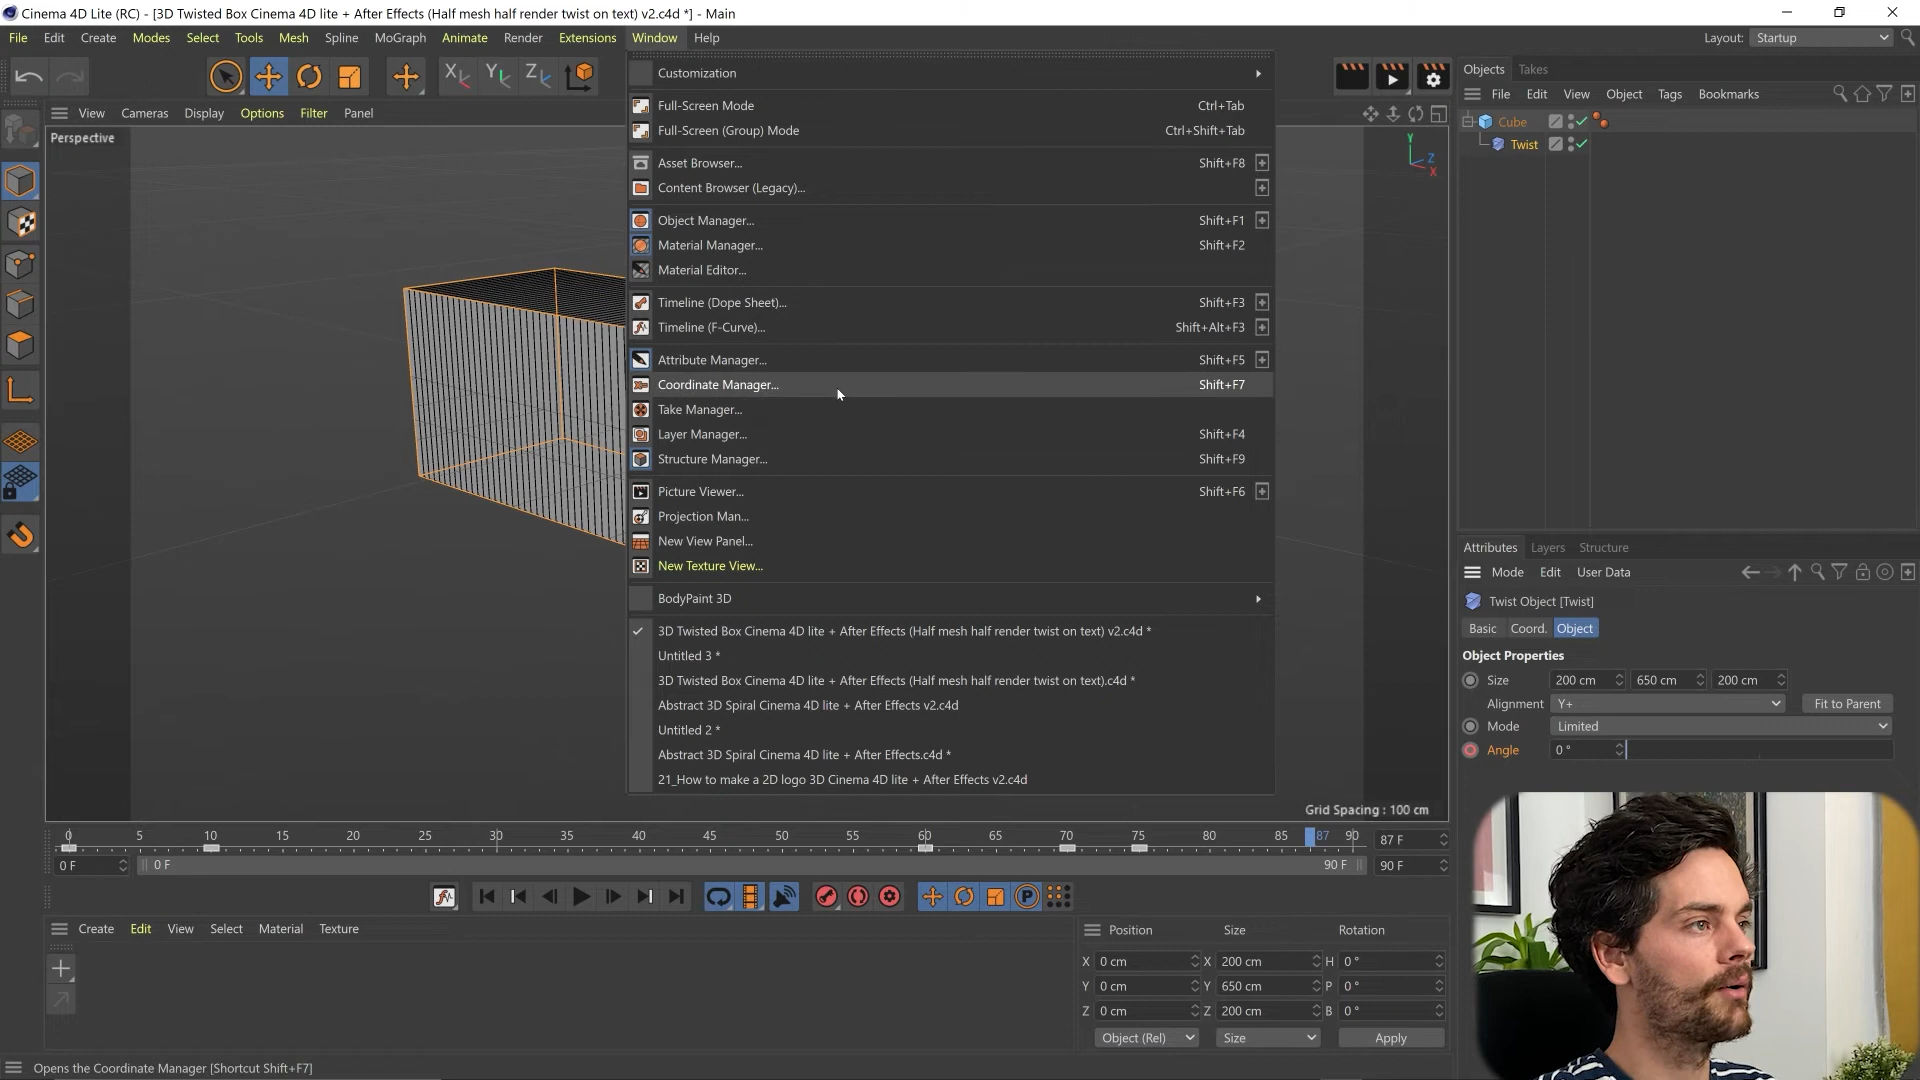 Cinema 4D Lite (RC) - [3D Twisted Box Cinema 4D lite + After Effects (Half mesh half render twist on text) v2.c4d *] - Main
File Edit Create Modes Select Tools Mesh Spline MoGraph Animate Render Extensions Window Help Layout: Startup
X Y Z
View Cameras Display Options Filter Panel
Perspective
Y
Z
X
Customization
Full-Screen Mode Ctrl+Tab
Full-Screen (Group) Mode Ctrl+Shift+Tab
Asset Browser... Shift+F8
Content Browser (Legacy)...
Object Manager... Shift+F1
Material Manager... Shift+F2
Material Editor...
Timeline (Dope Sheet)... Shift+F3
Timeline (F-Curve)... Shift+Alt+F3
Attribute Manager... Shift+F5
Coordinate Manager... Shift+F7
Take Manager...
Layer Manager... Shift+F4
Structure Manager... Shift+F9
Picture Viewer... Shift+F6
Projection Man...
New View Panel...
New Texture View...
BodyPaint 3D
3D Twisted Box Cinema 4D lite + After Effects (Half mesh half render twist on text) v2.c4d *
Untitled 3 *
3D Twisted Box Cinema 4D lite + After Effects (Half mesh half render twist on text).c4d *
Abstract 3D Spiral Cinema 4D lite + After Effects v2.c4d
Untitled 2 *
Abstract 3D Spiral Cinema 4D lite + After Effects.c4d *
21_How to make a 2D logo 3D Cinema 4D lite + After Effects v2.c4d
Objects Takes
File Edit View Object Tags Bookmarks
Cube
Twist
Attributes Layers Structure
Mode Edit User Data
Twist Object [Twist]
Basic Coord. Object
Object Properties
Size 200 cm 650 cm 200 cm
Alignment Y+ Fit to Parent
Mode Limited
Angle 0 °
Grid Spacing : 100 cm
0 5 10 15 20 25 30 35 40 45 50 55 60 65 70 75 80 85 87 90 87 F
0 F 0 F 90 F 90 F
P
Create Edit View Select Material Texture
Position Size Rotation
X 0 cm X 200 cm H 0 °
Y 0 cm Y 650 cm P 0 °
Z 0 cm Z 200 cm B 0 °
Object (Rel) Size Apply
Opens the Coordinate Manager [Shortcut Shift+F7]